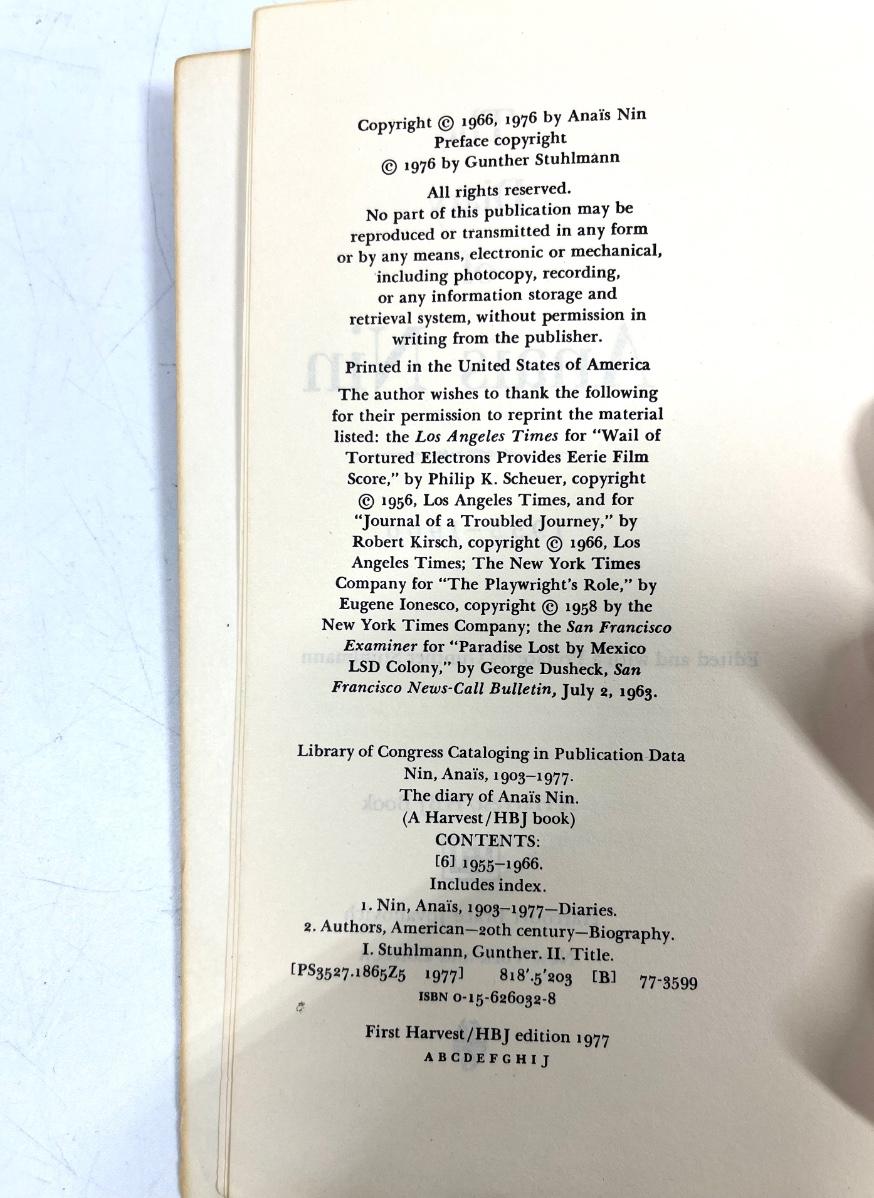 Copyright © 1966, 1976 by Anaïs Nin
Preface copyright
© 1976 by Gunther Stuhlmann
All rights reserved.
No part of this publication may be
reproduced or transmitted in any form
or by any means, electronic or mechanical,
including photocopy, recording,
or any information storage and
retrieval system, without permission in
writing from the publisher.
Printed in the United States of America
The author wishes to thank the following
for their permission to reprint the material
listed: the Los Angeles Times for “Wail of
Tortured Electrons Provides Eerie Film
Score,” by Philip K. Scheuer, copyright
© 1956, Los Angeles Times, and for
“Journal of a Troubled Journey,” by
Robert Kirsch, copyright © 1966, Los
Angeles Times; The New York Times
Company for “The Playwright's Role,” by
Eugene Ionesco, copyright © 1958 by the
New York Times Company; the San Francisco
Examiner for “Paradise Lost by Mexico
LSD Colony,” by George Dusheck, San
Francisco News-Call Bulletin, July 2, 1963.
Library of Congress Cataloging in Publication Data
Nin, Anaïs, 1903–1977.
The diary of Anaïs Nin.
(A Harvest/HBJ book)
CONTENTS:
[6] 1955–1966.
Includes index.
1. Nin, Anaïs, 1903–1977—Diaries.
2. Authors, American—20th century—Biography.
I. Stuhlmann, Gunther. II. Title.
[PS3527.1865Z5 1977] 818'.5'203 [B] 77-3599
ISBN 0-15-626032-8
First Harvest/HBJ edition 1977
A B C D E F G H I J